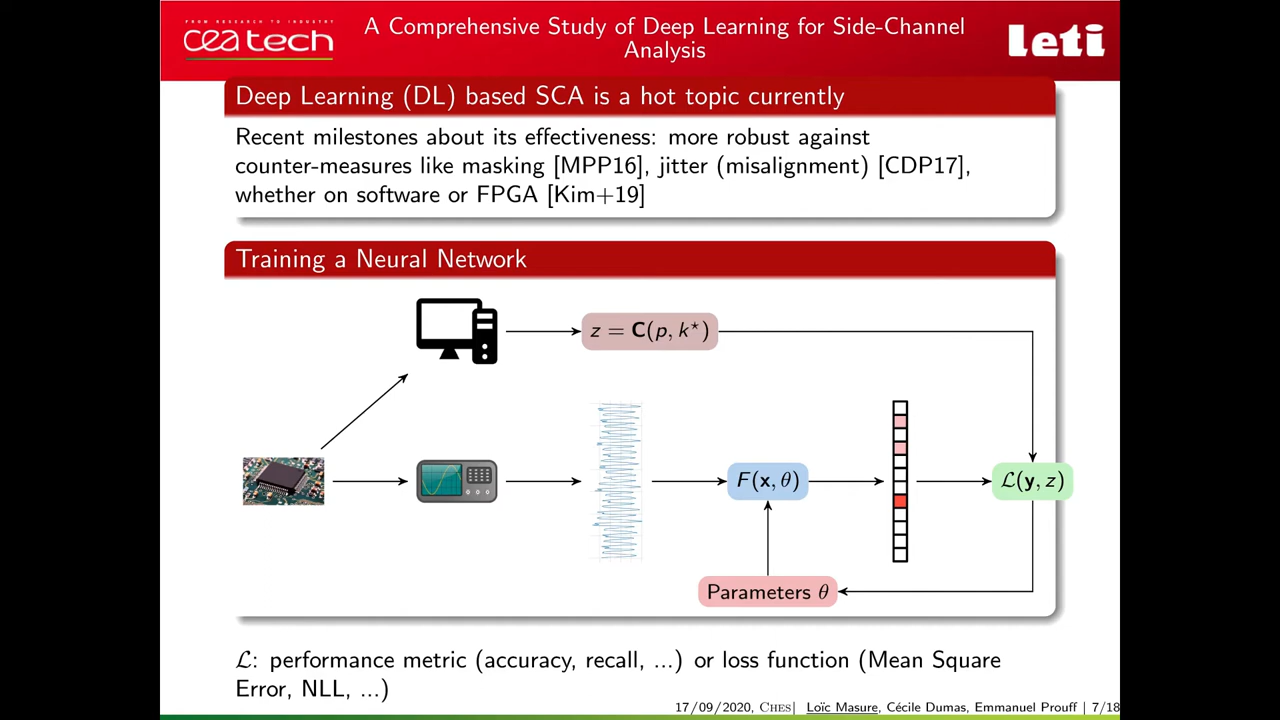 FROM RESEARCH TO INDUSTRY
ceatech
A Comprehensive Study of Deep Learning for Side-Channel
Analysis
leti
Deep Learning (DL) based SCA is a hot topic currently
Recent milestones about its effectiveness: more robust against
counter-measures like masking [MPP16], jitter (misalignment) [CDP17],
whether on software or FPGA [Kim+19]
Training a Neural Network
z = C(p, k⋆)
F(x, θ)
ℒ(y, z)
Parameters θ
ℒ: performance metric (accuracy, recall, ...) or loss function (Mean Square
Error, NLL, ...)
17/09/2020, CHES| Loïc Masure, Cécile Dumas, Emmanuel Prouff | 7/18